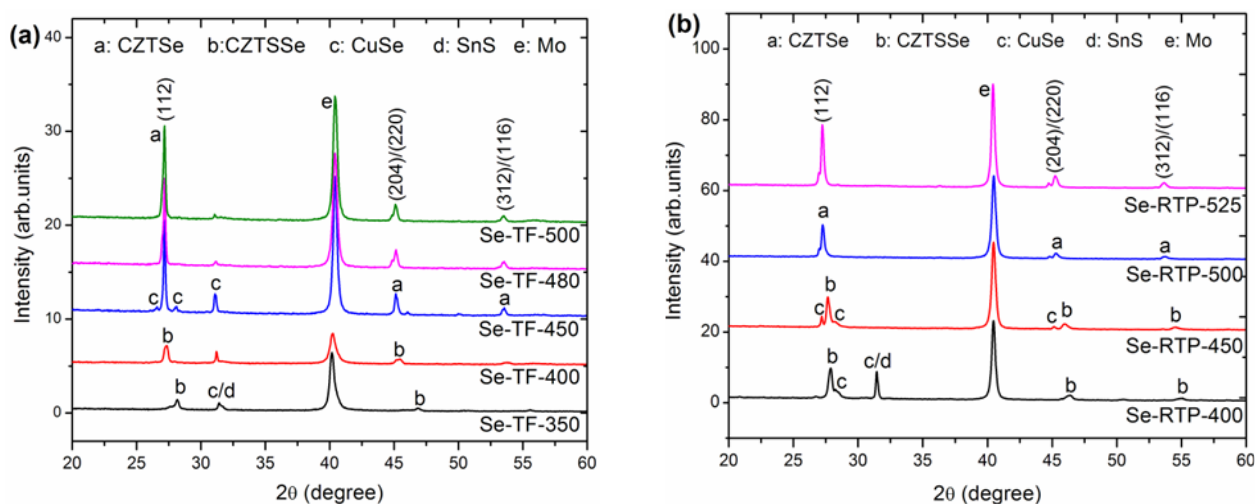 (a)
a: CZTSe b:CZTSSe c: CuSe d: SnS e: Mo
a (112)
e
(204)/(220)
(312)/(116)
Se-TF-500
Se-TF-480
c c c a a
Se-TF-450
b b
Se-TF-400
b c/d b
Se-TF-350
Intensity (arb.units)
0 10 20 30 40
20 25 30 35 40 45 50 55 60
2θ (degree)
(b)
a: CZTSe b: CZTSSe c: CuSe d: SnS e: Mo
(112)
e
(204)/(220)
(312)/(116)
Se-RTP-525
a a a
Se-RTP-500
c b c c b b
Se-RTP-450
b c c/d b b
Se-RTP-400
Intensity (arb.units)
0 20 40 60 80 100
20 25 30 35 40 45 50 55 60
2θ (degree)